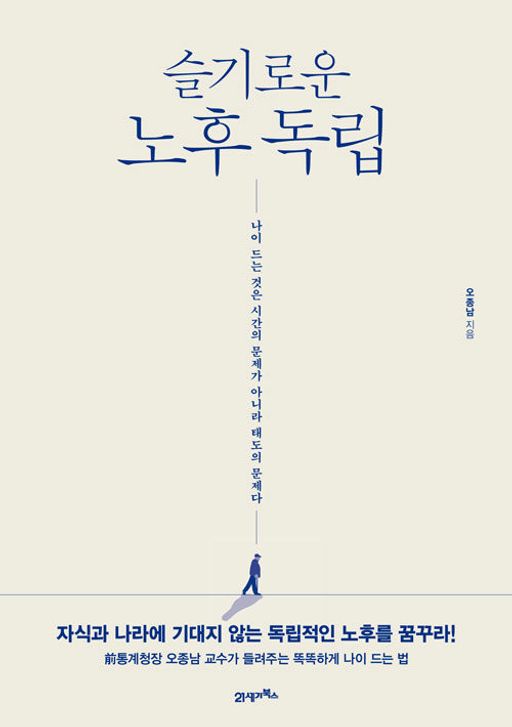 슬기로운
노후 독립
나이 드는 것은 시간의 문제가 아니라 태도의 문제다
오종남 지음
자식과 나라에 기대지 않는 독립적인 노후를 꿈꾸라!
前통계청장 오종남 교수가 들려주는 똑똑하게 나이 드는 법
21세기북스